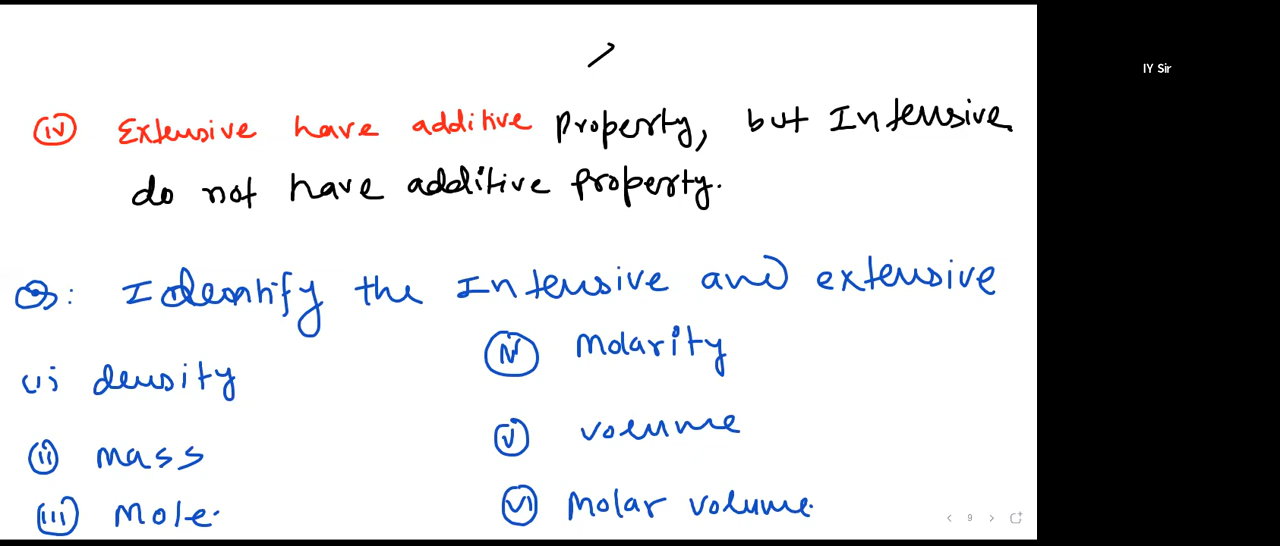 IY Sir
(iv) Extensive have additive property, but Intensive
do not have additive property.
Q: Identify the Intensive and extensive
(i) density
(ii) mass
(iii) Mole.
(iv) Molarity
(v) volume
(vi) Molar volume.
< 9 >